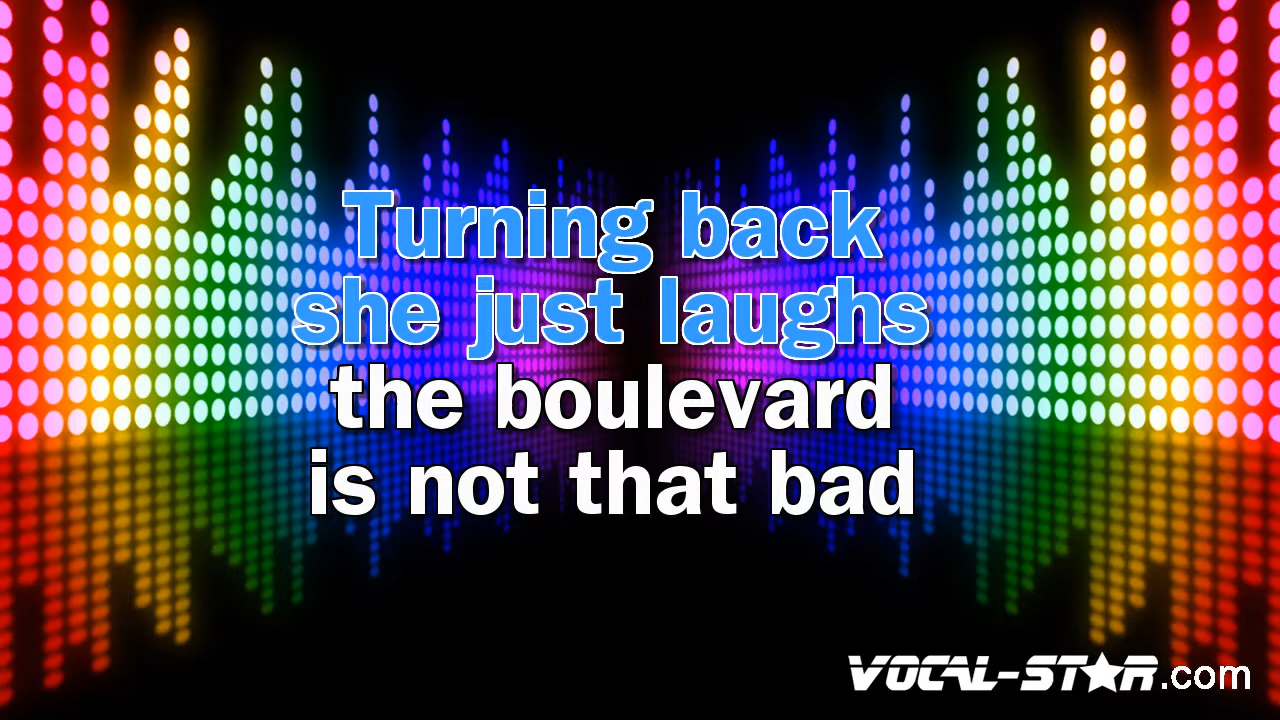 Turning back
she just laughs
the boulevard
is not that bad
VOCAL-STAR.com